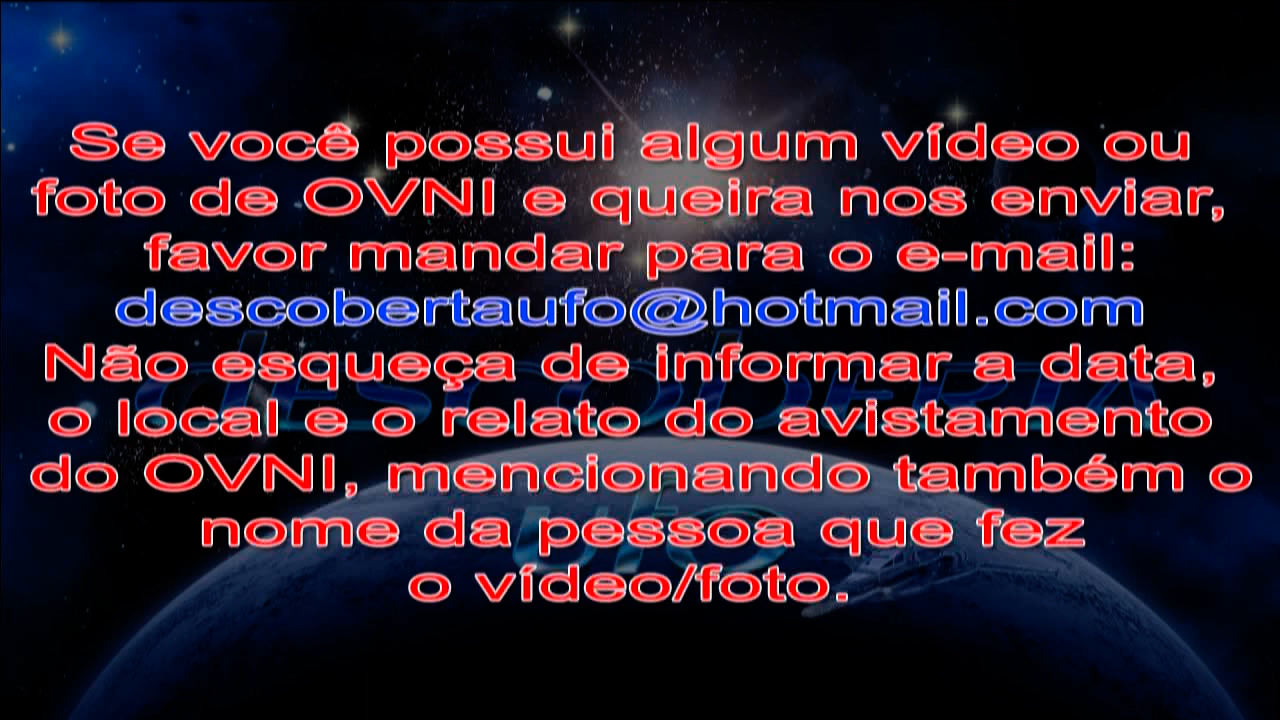 Se você possui algum vídeo ou
foto de OVNI e queira nos enviar,
favor mandar para o e-mail:
descobertaufo@hotmail.com
Não esqueça de informar a data,
o local e o relato do avistamento
do OVNI, mencionando também o
nome da pessoa que fez
o vídeo/foto.
DESCOBERTA
UFO